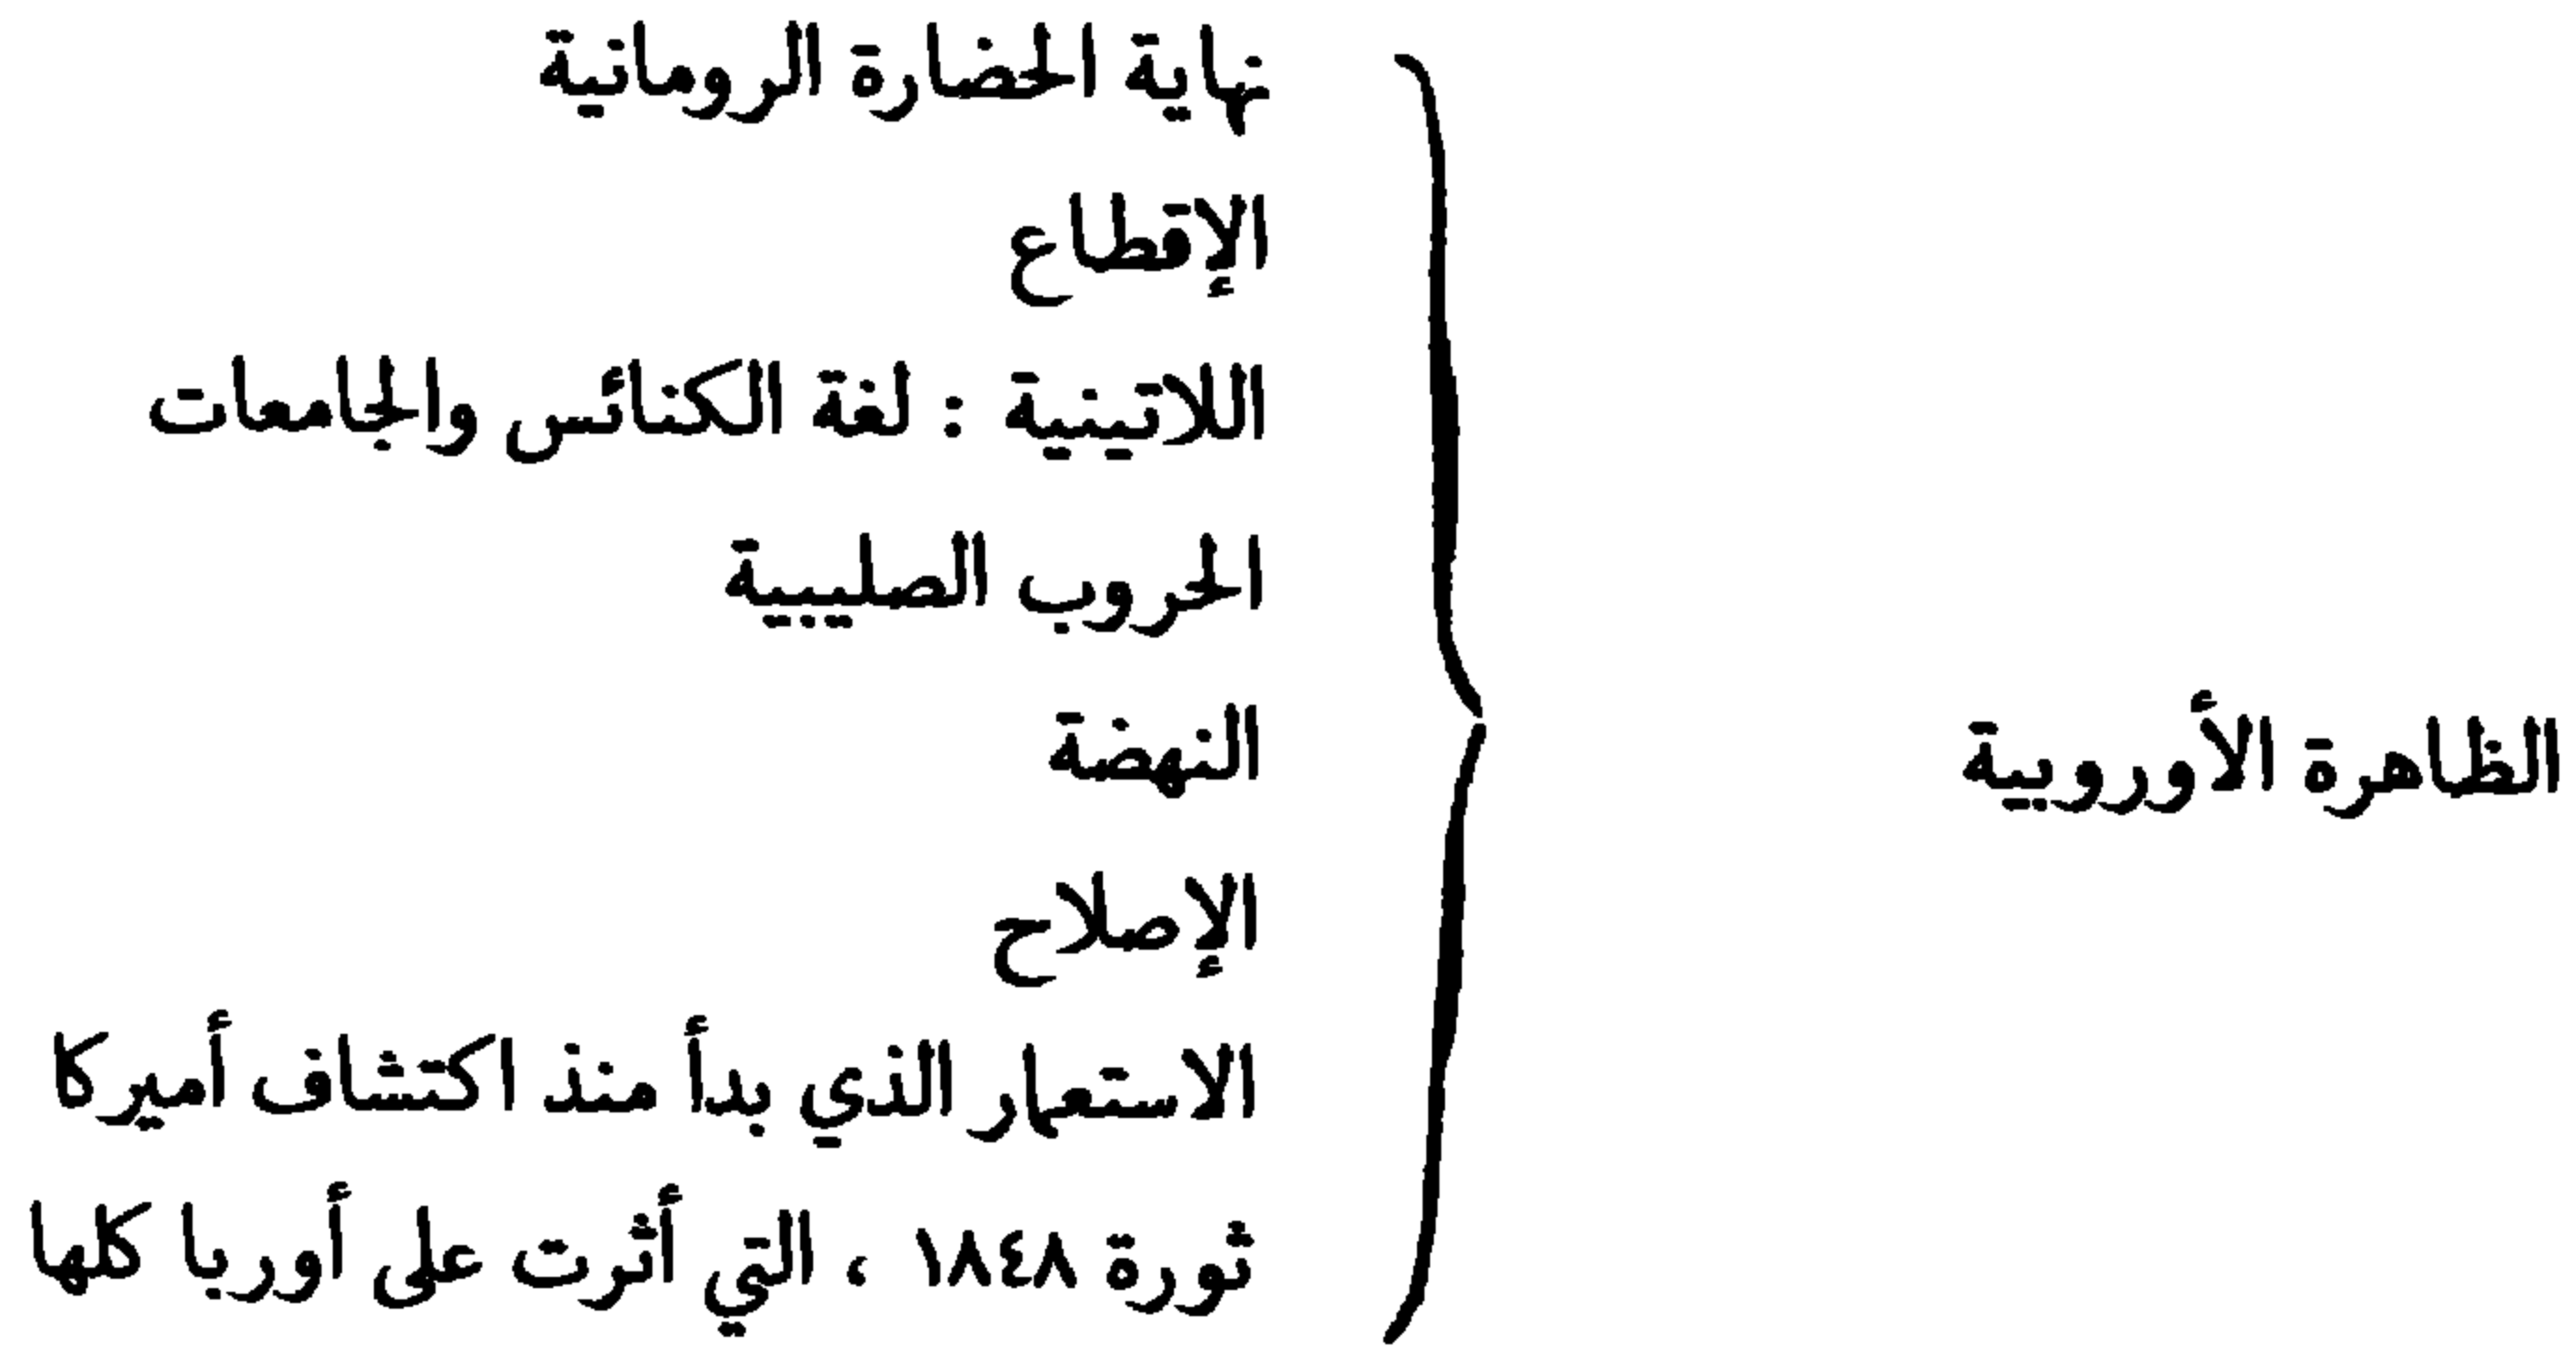 الظاهرة الأوروبية
نهاية الحضارة الرومانية
الإقطاع
اللاتينية : لغة الكنائس والجامعات
الحروب الصليبية
النهضة
الإصلاح
الاستعمار الذي بدأ منذ اكتشاف أميركا
ثورة ١٨٤٨ ، التي أثرت على أوربا كلها